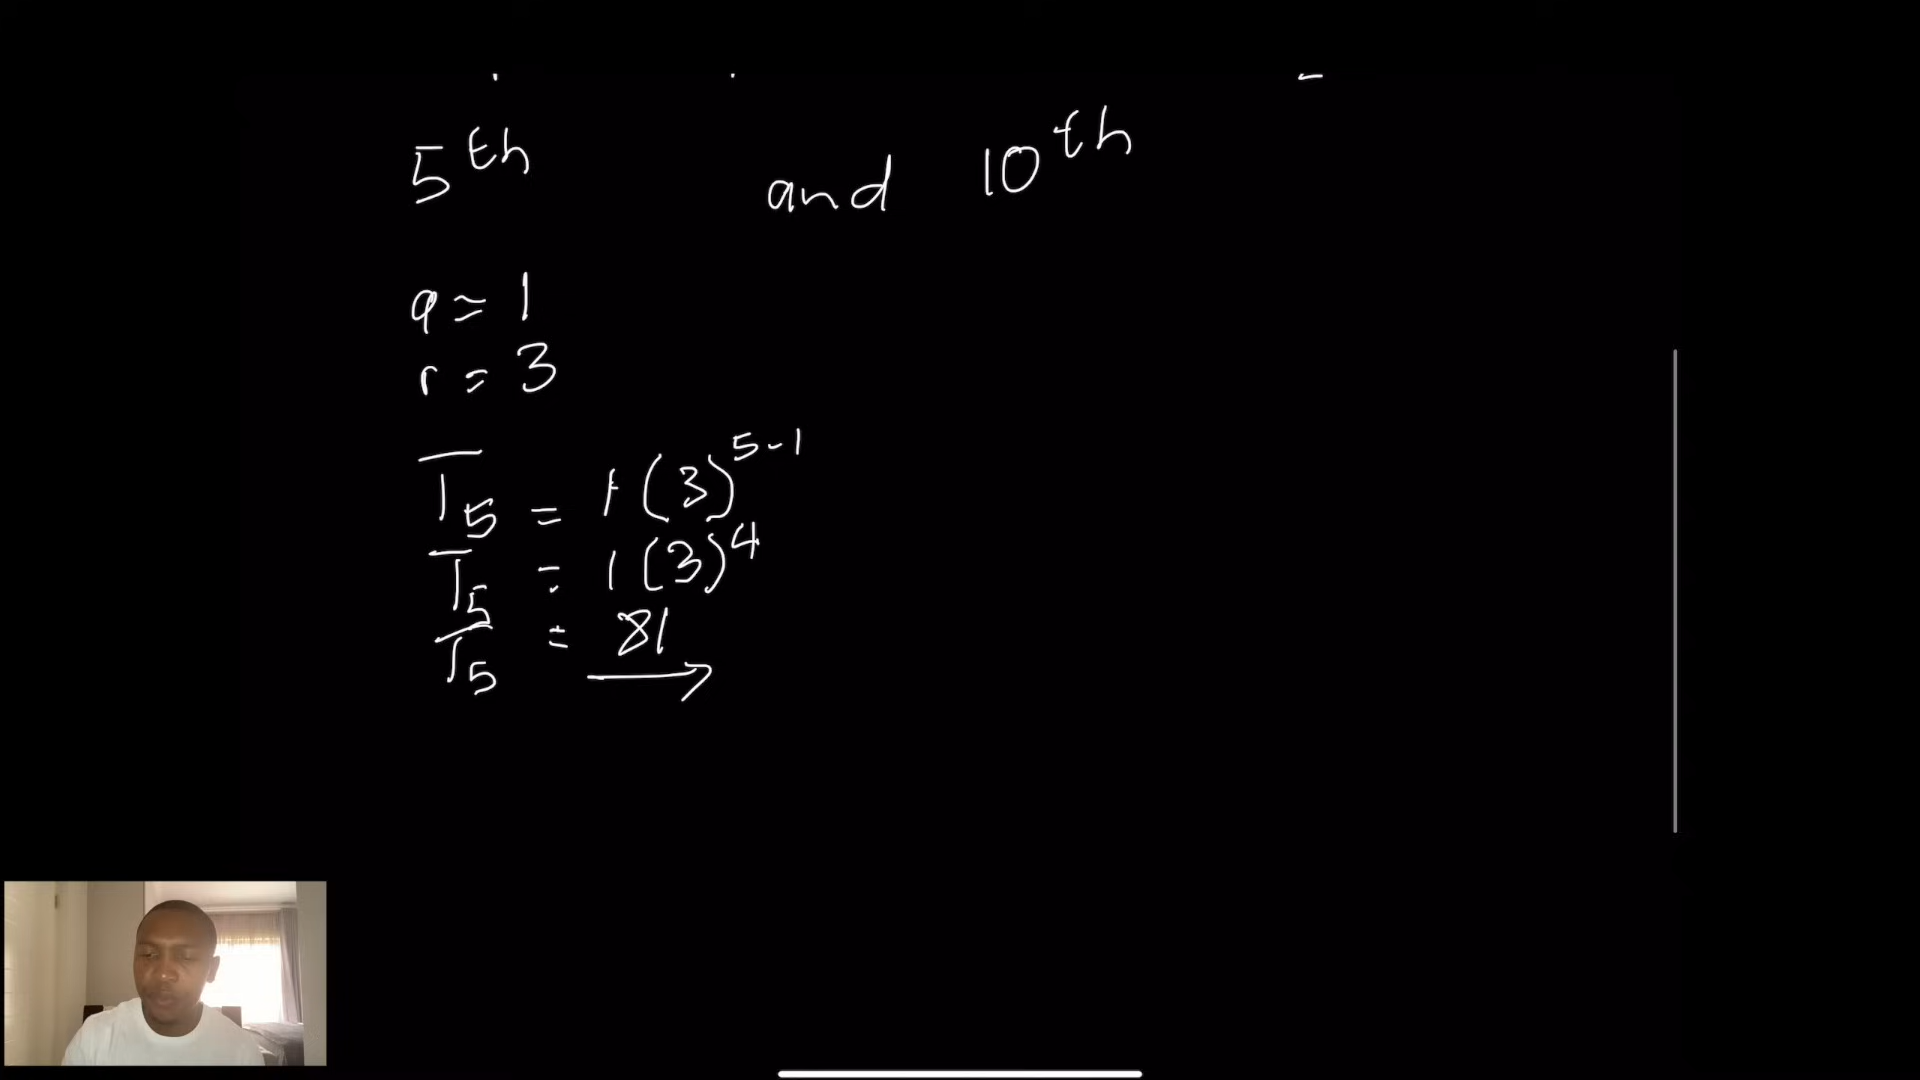 5th and 10th
a = 1
r = 3
T₅ = 1(3)⁵⁻¹
T₅ = 1(3)⁴
T₅ = 81